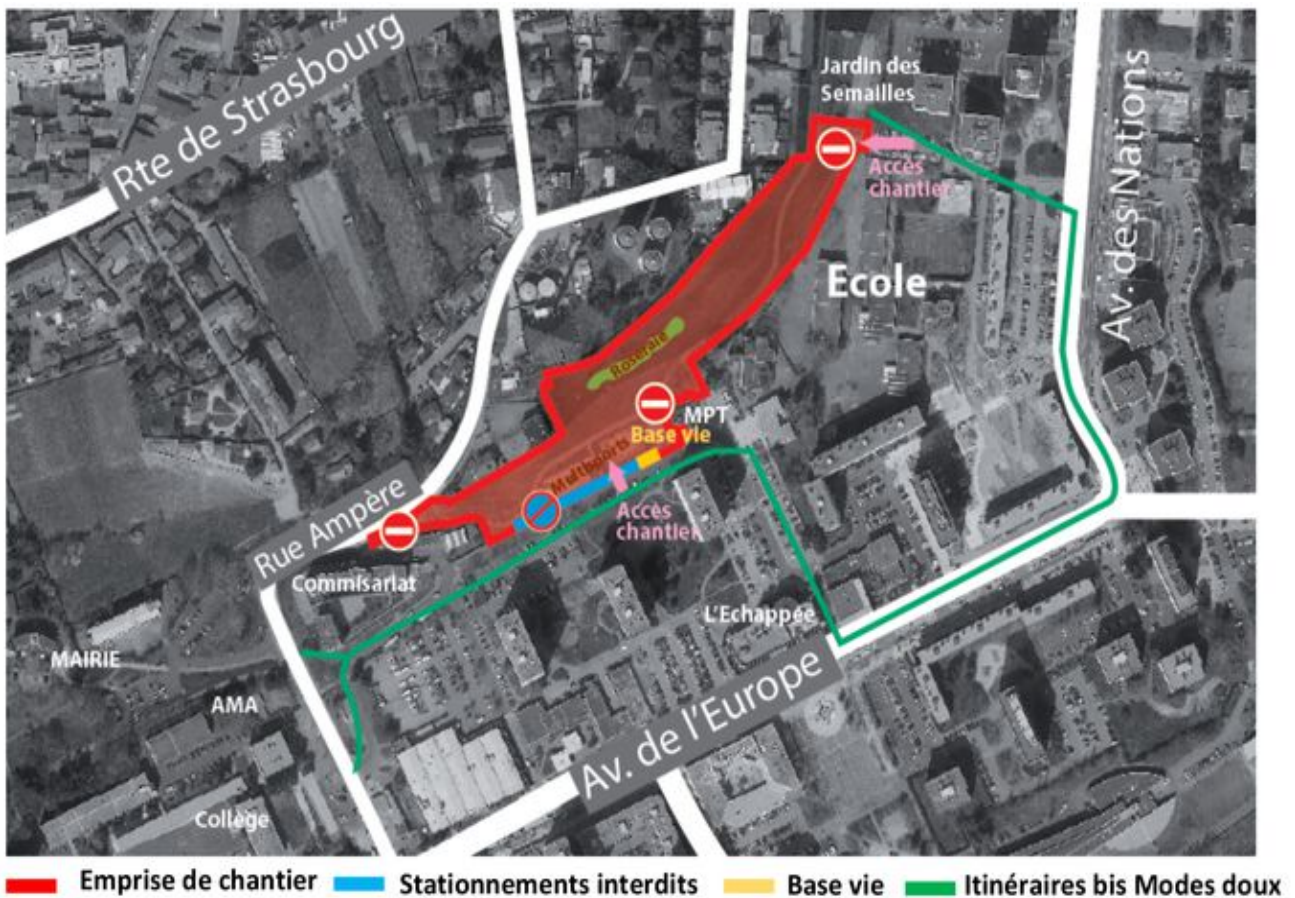 Rte de Strasbourg
Jardin des
Semailles
Av. des Nations
Accès
chantier
Ecole
Roseraie
MPT
Base vie
Multisports
Accès
chantier
Rue Ampère
Commisariat
L'Echappée
MAIRIE
AMA
Av. de l'Europe
Collège
Emprise de chantier
Stationnements interdits
Base vie
Itinéraires bis Modes doux